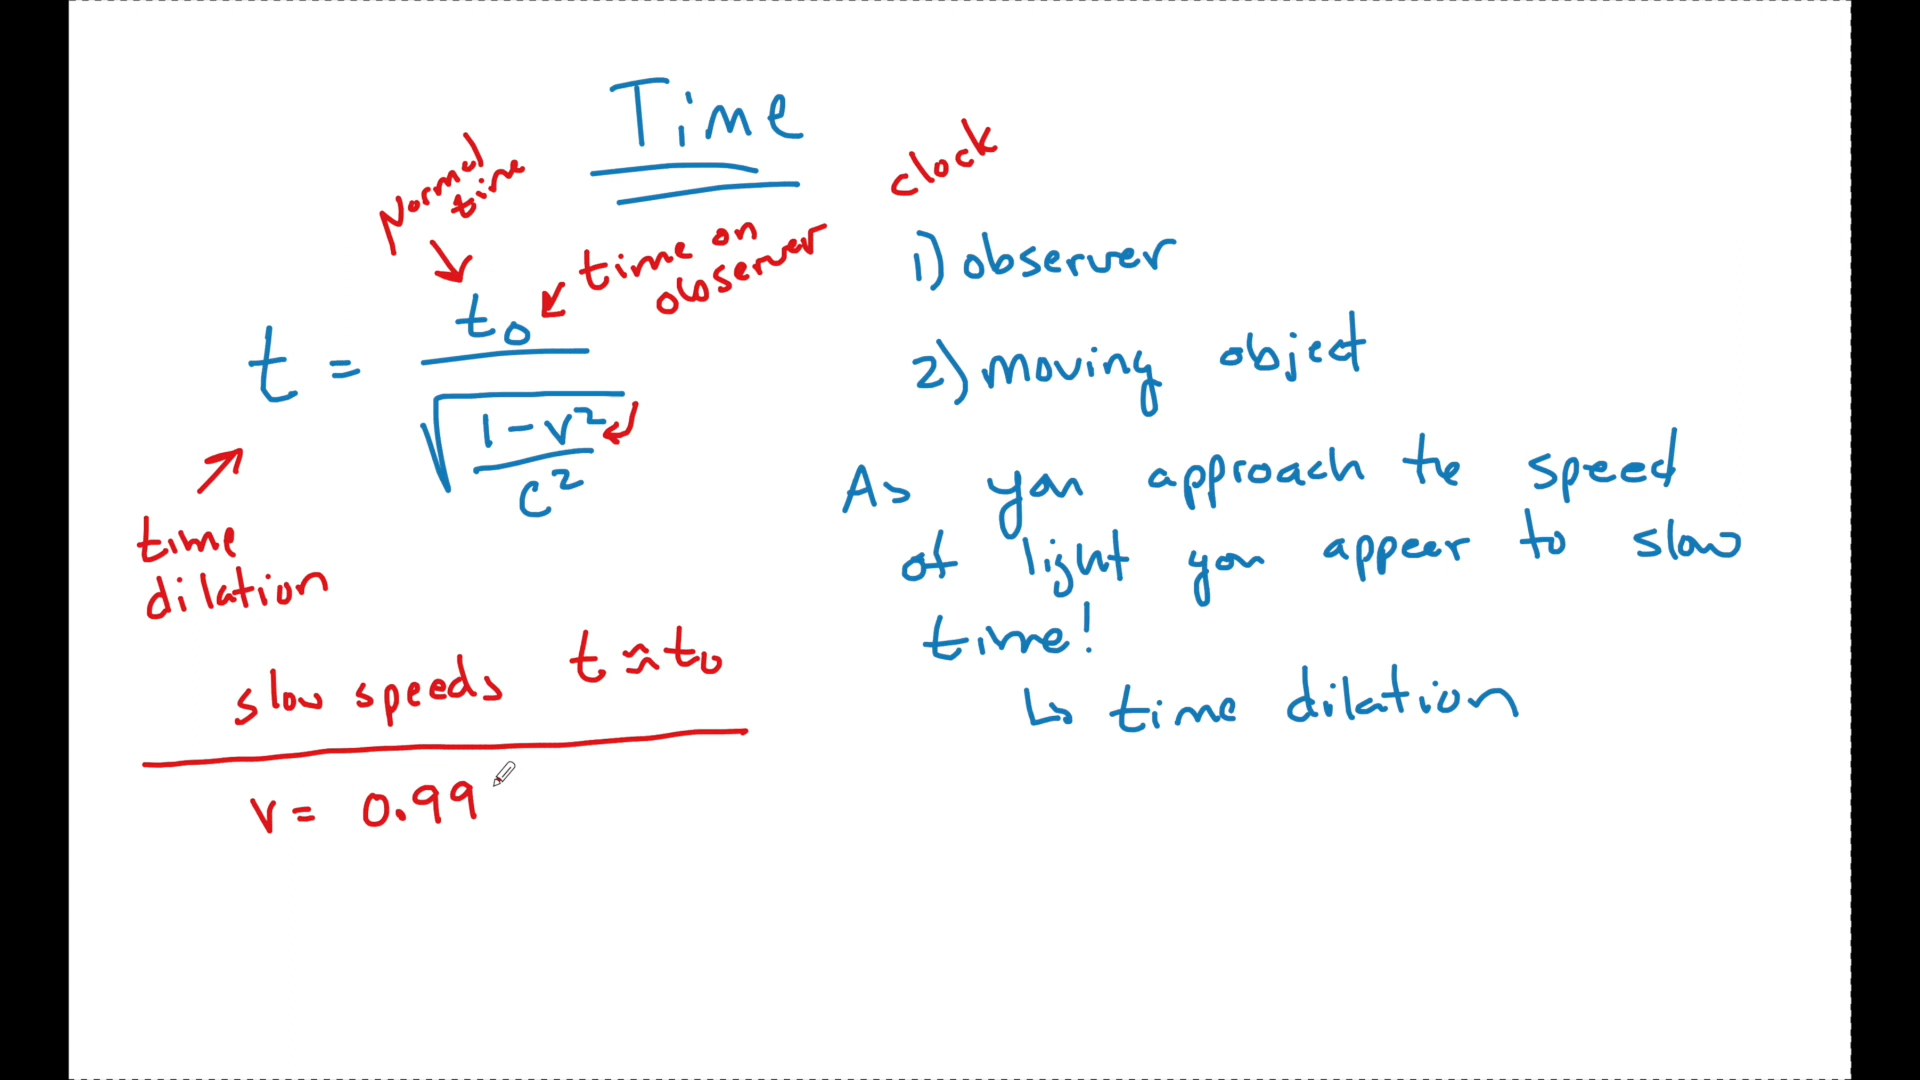 Time
Normal
time
time on
observer
t = t₀ / √(1 - v² / c²)
time
dilation
slow speeds t ≈ t₀
v = 0.99
clock
1) observer
2) moving object
As you approach the speed
of light you appear to slow
time!
↳ time dilation